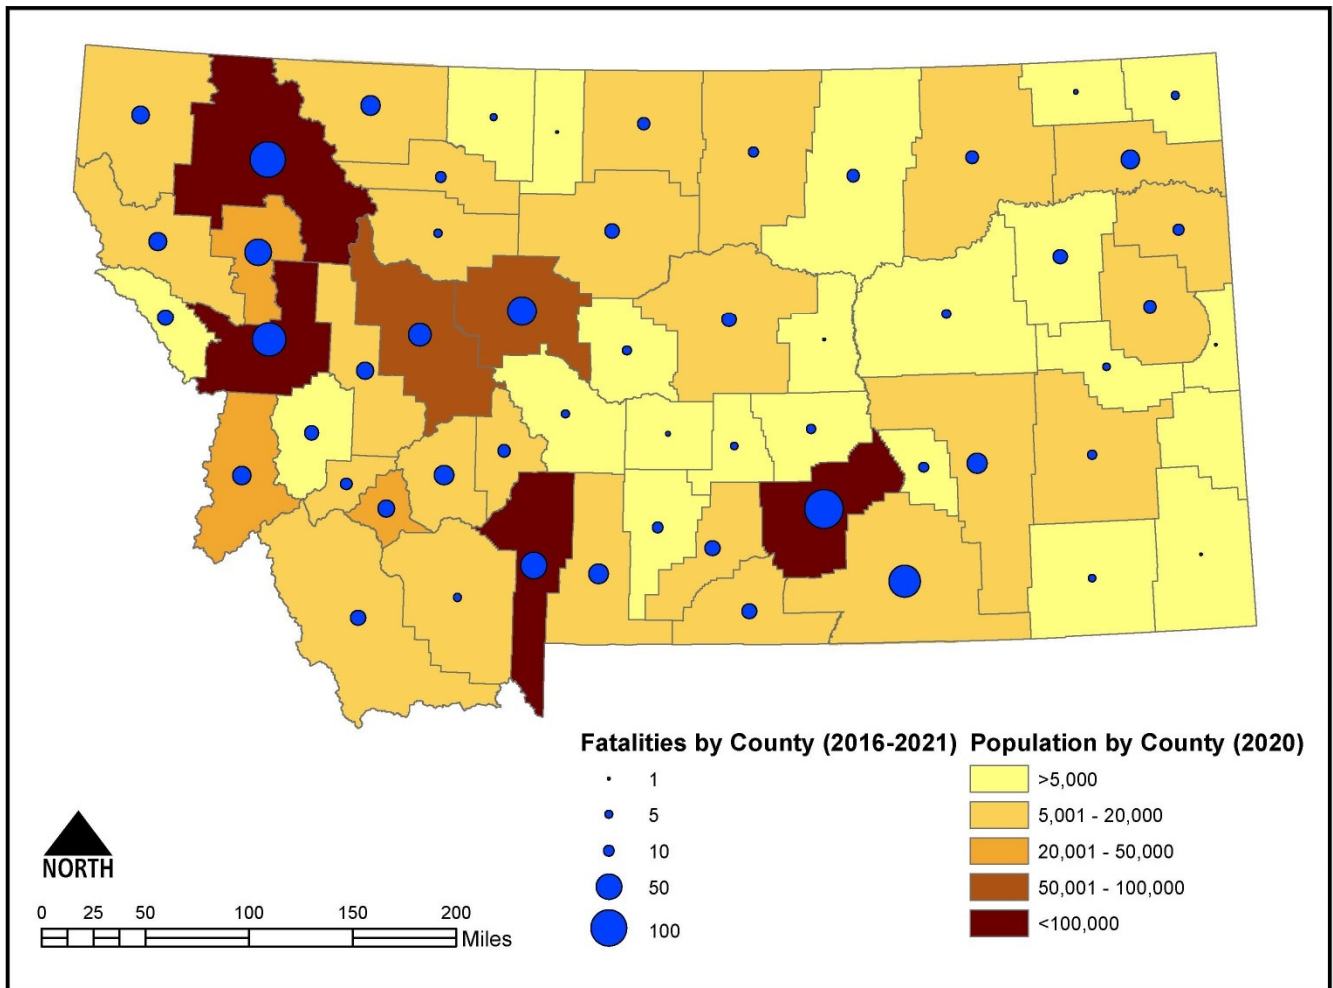 Fatalities by County (2016-2021)
1
5
10
50
100
Population by County (2020)
>5,000
5,001 - 20,000
20,001 - 50,000
50,001 - 100,000
<100,000
NORTH
0 25 50 100 150 200
Miles